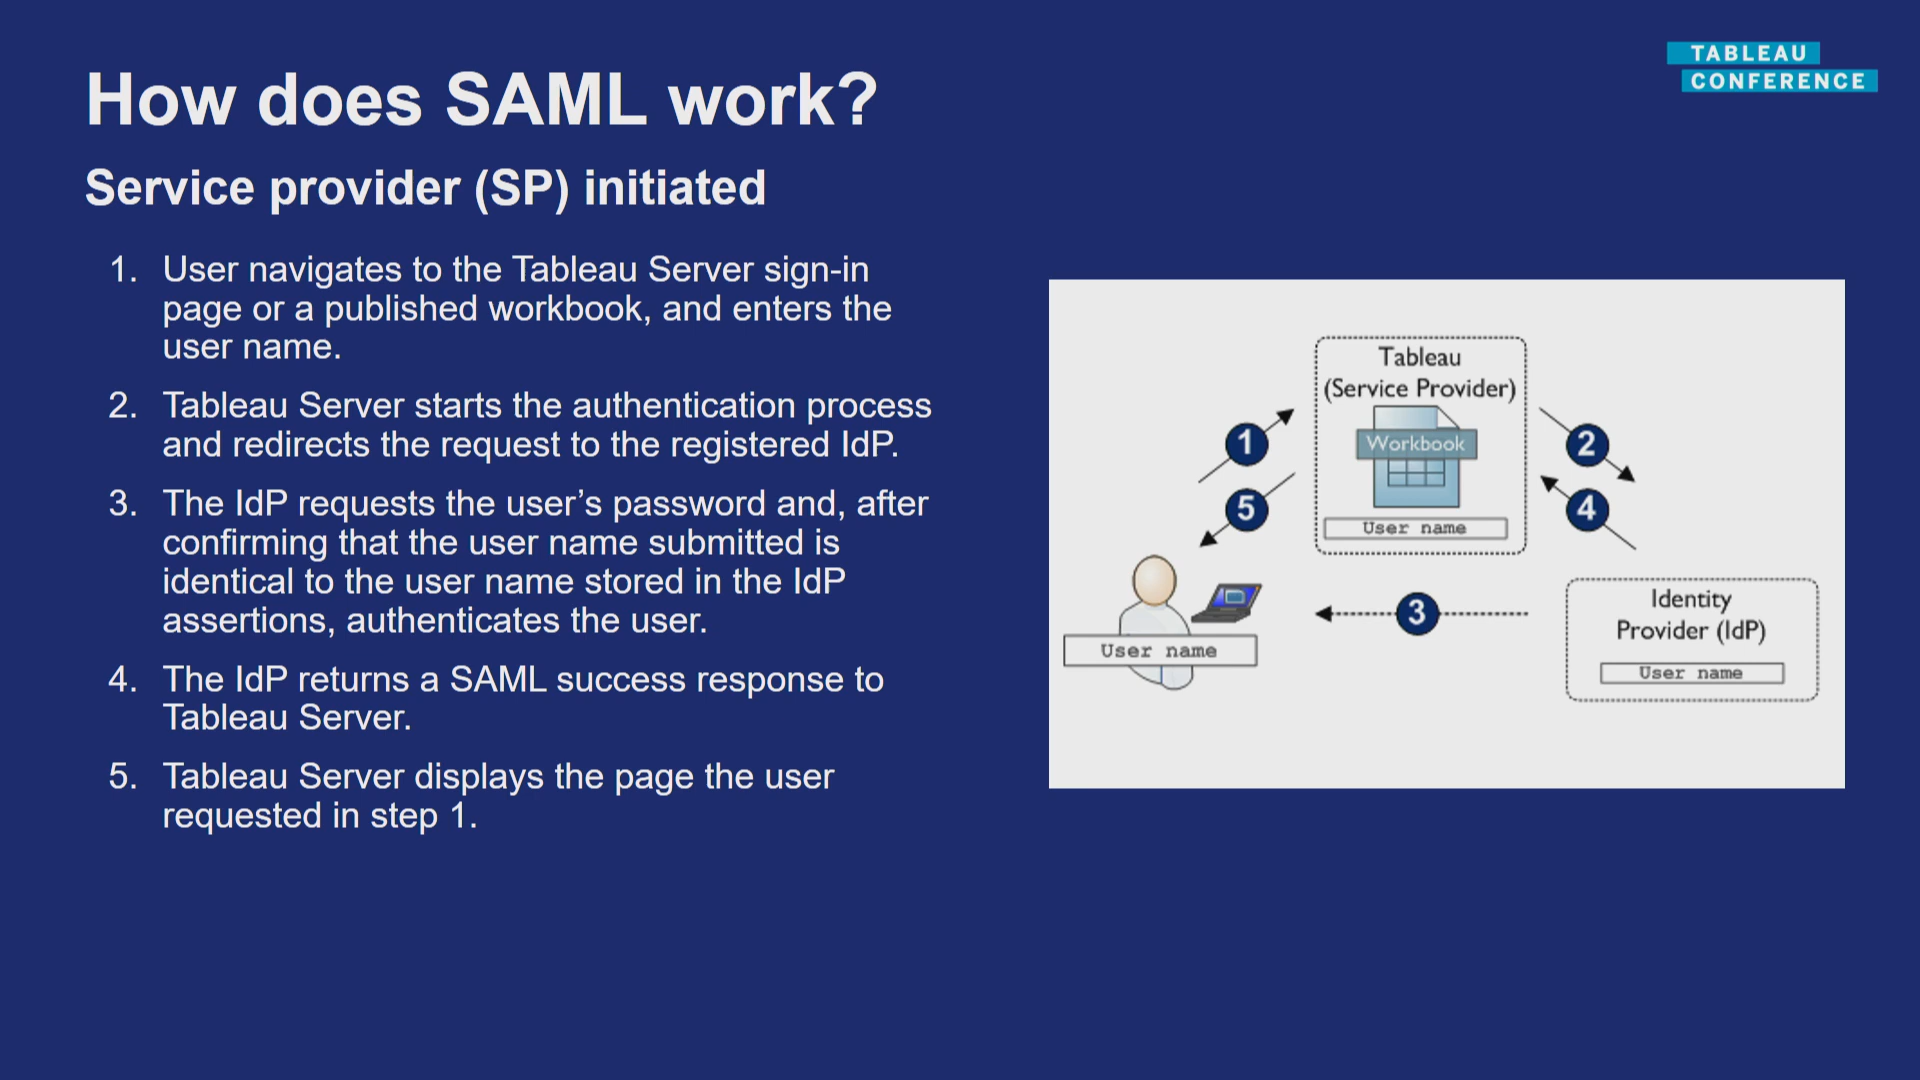 TABLEAU
CONFERENCE
How does SAML work?
Service provider (SP) initiated
1. User navigates to the Tableau Server sign-in
page or a published workbook, and enters the
user name.
2. Tableau Server starts the authentication process
and redirects the request to the registered IdP.
3. The IdP requests the user’s password and, after
confirming that the user name submitted is
identical to the user name stored in the IdP
assertions, authenticates the user.
4. The IdP returns a SAML success response to
Tableau Server.
5. Tableau Server displays the page the user
requested in step 1.
Tableau
(Service Provider)
Workbook
User name
1
2
5
4
3
User name
Identity
Provider (IdP)
User name